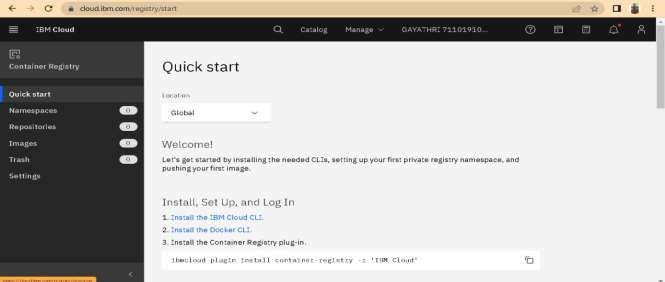 cloud.ibm.com/registry/start
IBM Cloud
Catalog
Manage
GAYATHRI 71101910...
Container Registry
Quick start
Namespaces 0
Repositories 0
Images 0
Trash 0
Settings
Quick start
Location
Global
Welcome!
Let's get started by installing the needed CLIs, setting up your first private registry namespace, and
pushing your first image.
Install, Set Up, and Log In
1. Install the IBM Cloud CLI.
2. Install the Docker CLI.
3. Install the Container Registry plug-in.
ibmcloud plugin install container-registry -r 'IBM Cloud'